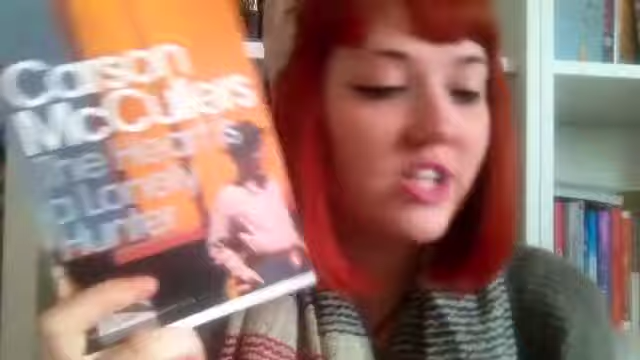 Carson
McCullers
The Heart is
a Lonely
Hunter